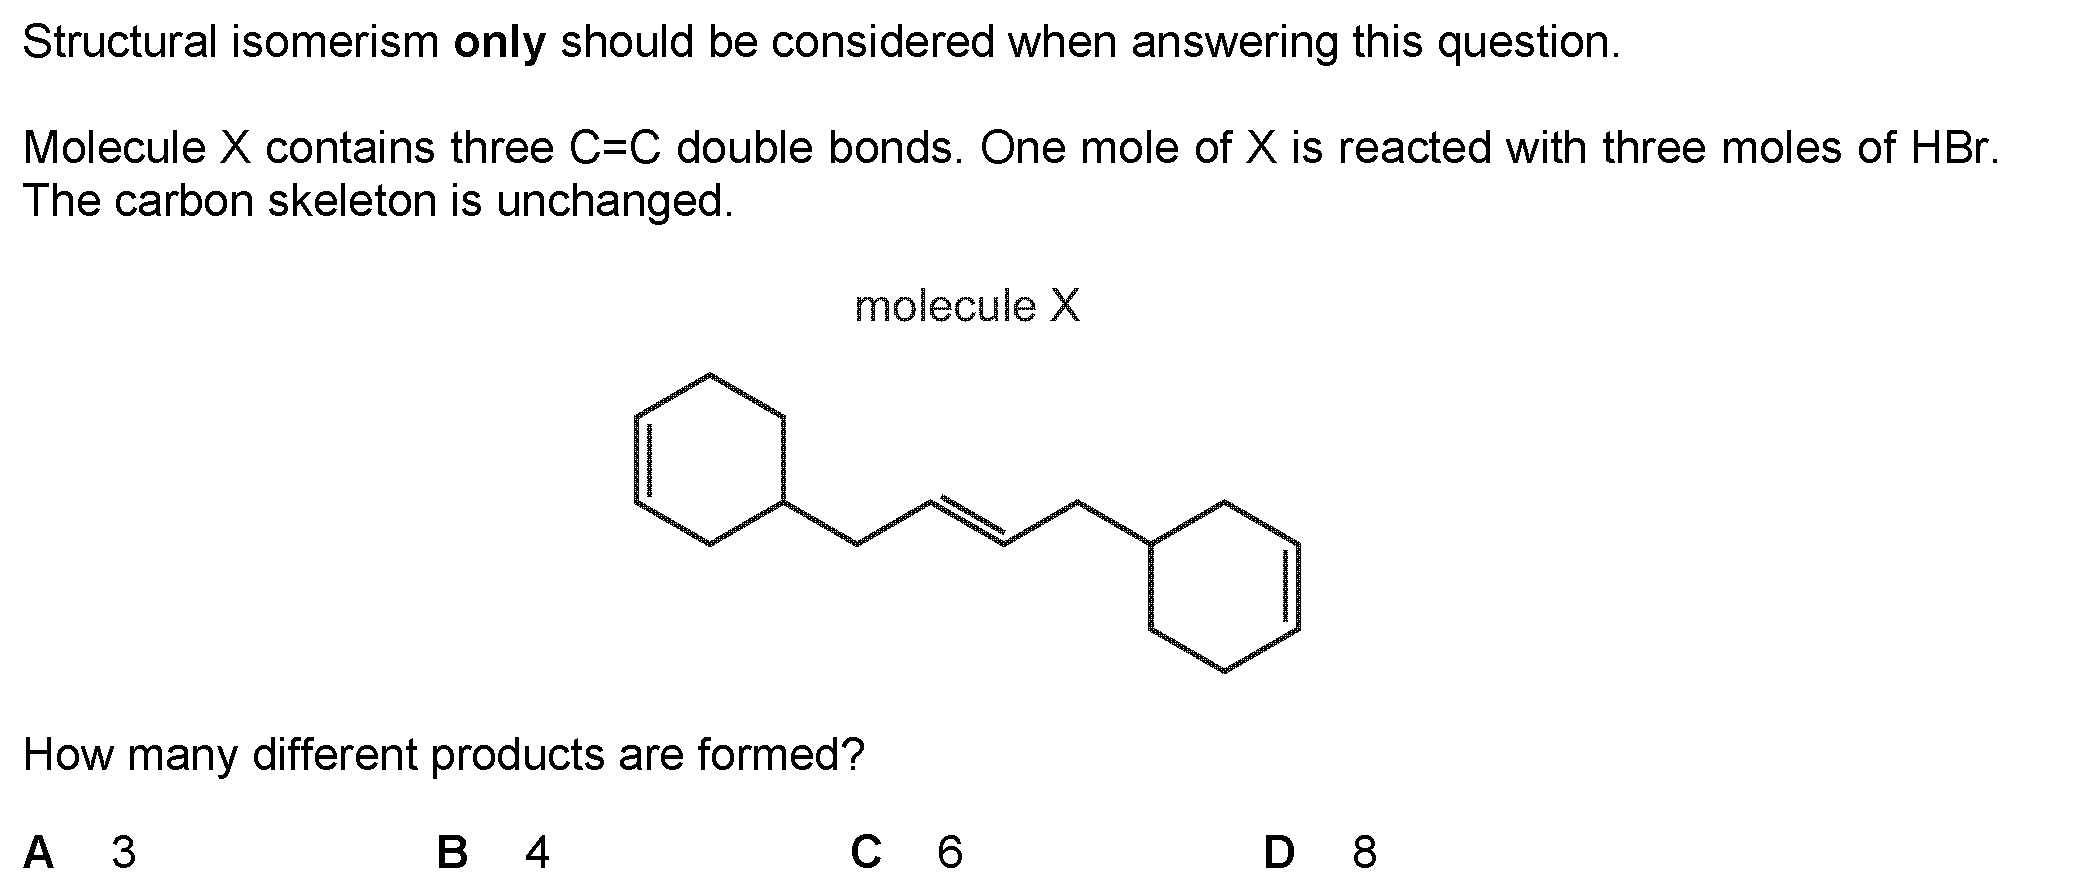 Structural isomerism only should be considered when answering this question.
Molecule X contains three C=C double bonds. One mole of X is reacted with three moles of HBr.
The carbon skeleton is unchanged.
molecule X
How many different products are formed?
A 3 B 4 C 6 D 8